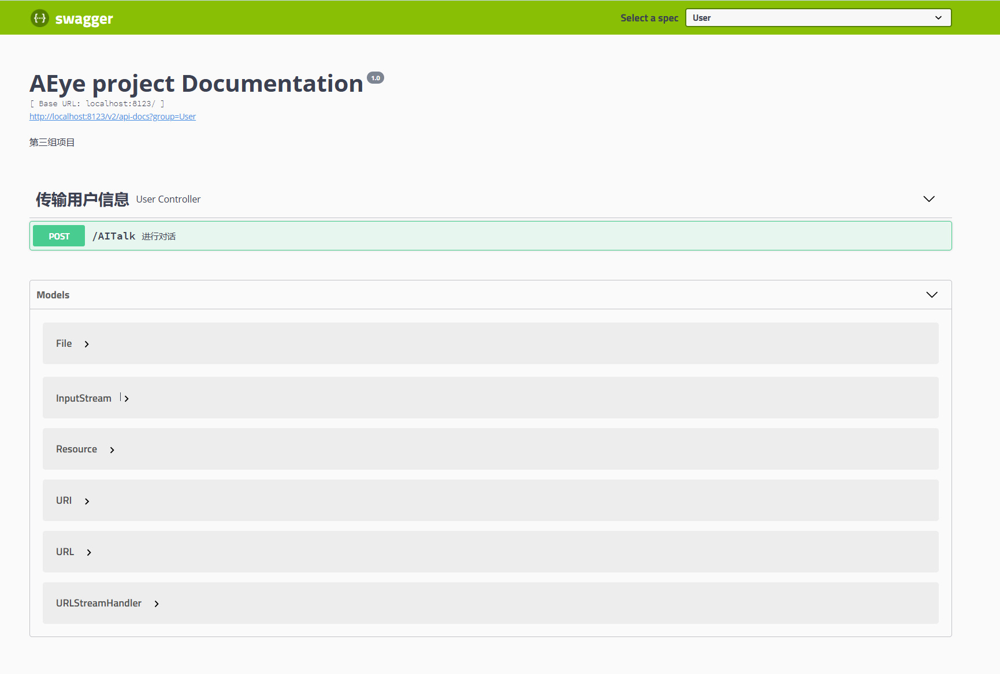 swagger
Select a spec User
AEye project Documentation 1.0
[ Base URL: localhost:8123/ ]
http://localhost:8123/v2/api-docs?group=User
第三组项目
传输用户信息 User Controller
POST /AITalk 进行对话
Models
File
InputStream
Resource
URI
URL
URLStreamHandler